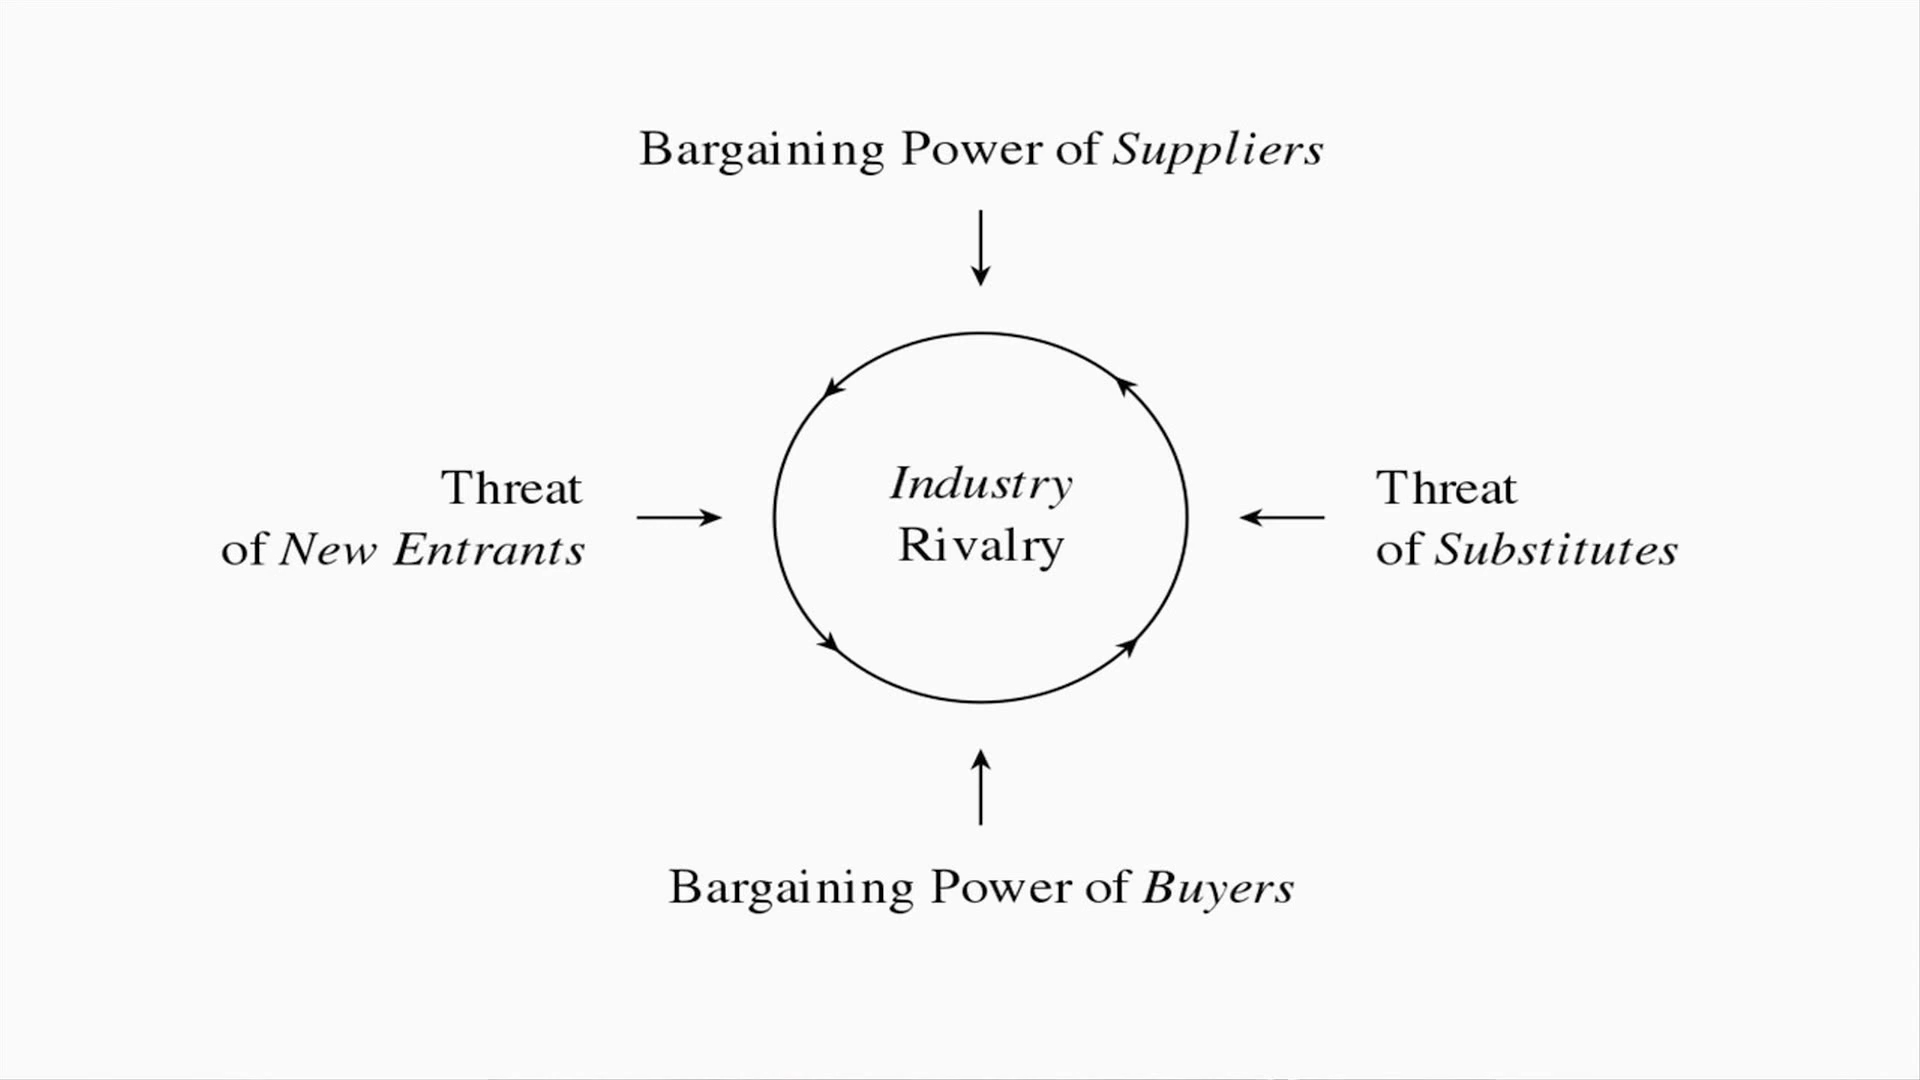 Bargaining Power of Suppliers
Threat
of New Entrants
Industry
Rivalry
Threat
of Substitutes
Bargaining Power of Buyers